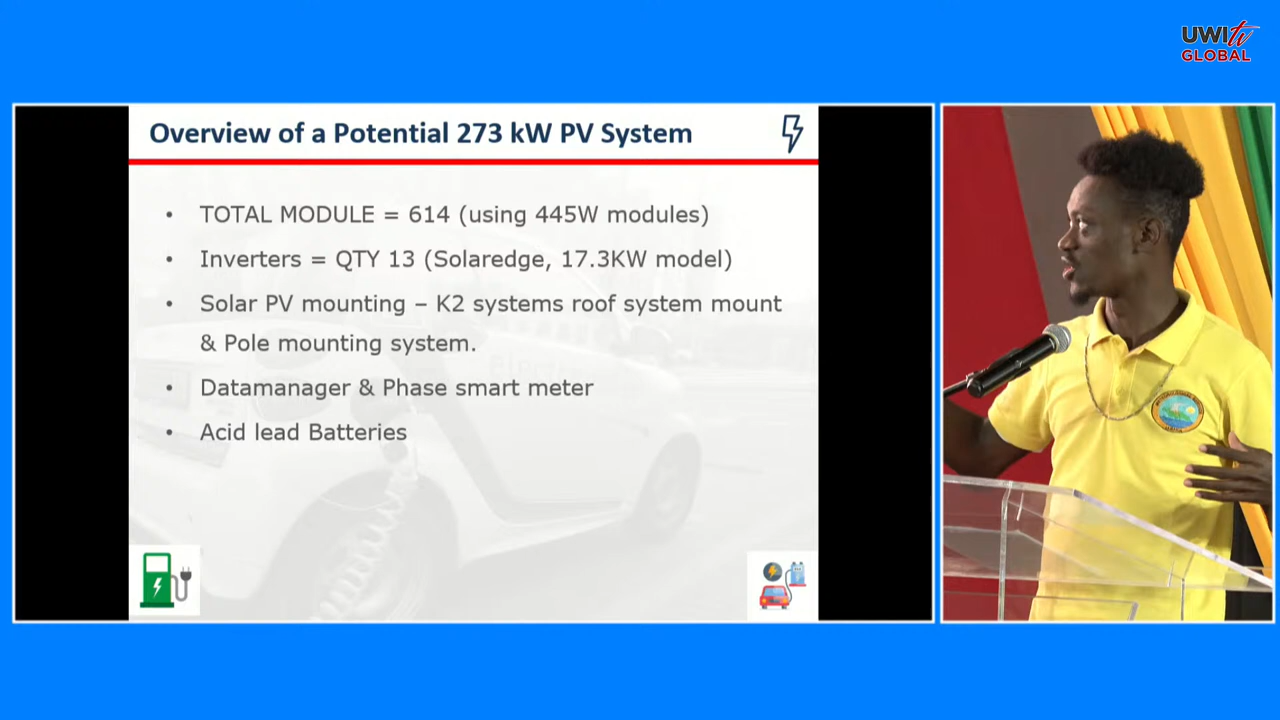 UWItv
GLOBAL
Overview of a Potential 273 kW PV System
• TOTAL MODULE = 614 (using 445W modules)
• Inverters = QTY 13 (Solaredge, 17.3KW model)
• Solar PV mounting – K2 systems roof system mount
& Pole mounting system.
• Datamanager & Phase smart meter
• Acid lead Batteries